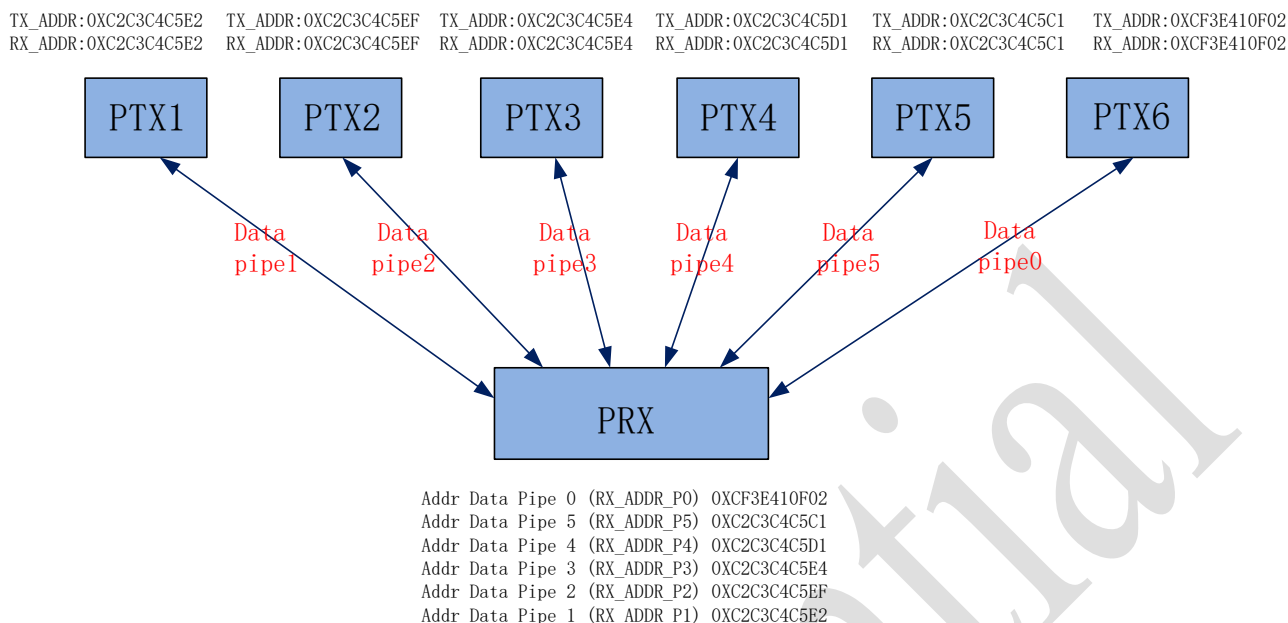 TX_ADDR:0XC2C3C4C5E2 TX_ADDR:0XC2C3C4C5EF TX_ADDR:0XC2C3C4C5E4 TX_ADDR:0XC2C3C4C5D1 TX_ADDR:0XC2C3C4C5C1 TX_ADDR:0XCF3E410F02
RX_ADDR:0XC2C3C4C5E2 RX_ADDR:0XC2C3C4C5EF RX_ADDR:0XC2C3C4C5E4 RX_ADDR:0XC2C3C4C5D1 RX_ADDR:0XC2C3C4C5C1 RX_ADDR:0XCF3E410F02
PTX1 PTX2 PTX3 PTX4 PTX5 PTX6
Data Data Data Data Data Data
pipe1 pipe2 pipe3 pipe4 pipe5 pipe0
PRX
Addr Data Pipe 0 (RX_ADDR_P0) 0XCF3E410F02
Addr Data Pipe 5 (RX_ADDR_P5) 0XC2C3C4C5C1
Addr Data Pipe 4 (RX_ADDR_P4) 0XC2C3C4C5D1
Addr Data Pipe 3 (RX_ADDR_P3) 0XC2C3C4C5E4
Addr Data Pipe 2 (RX_ADDR_P2) 0XC2C3C4C5EF
Addr Data Pipe 1 (RX_ADDR_P1) 0XC2C3C4C5E2
tial